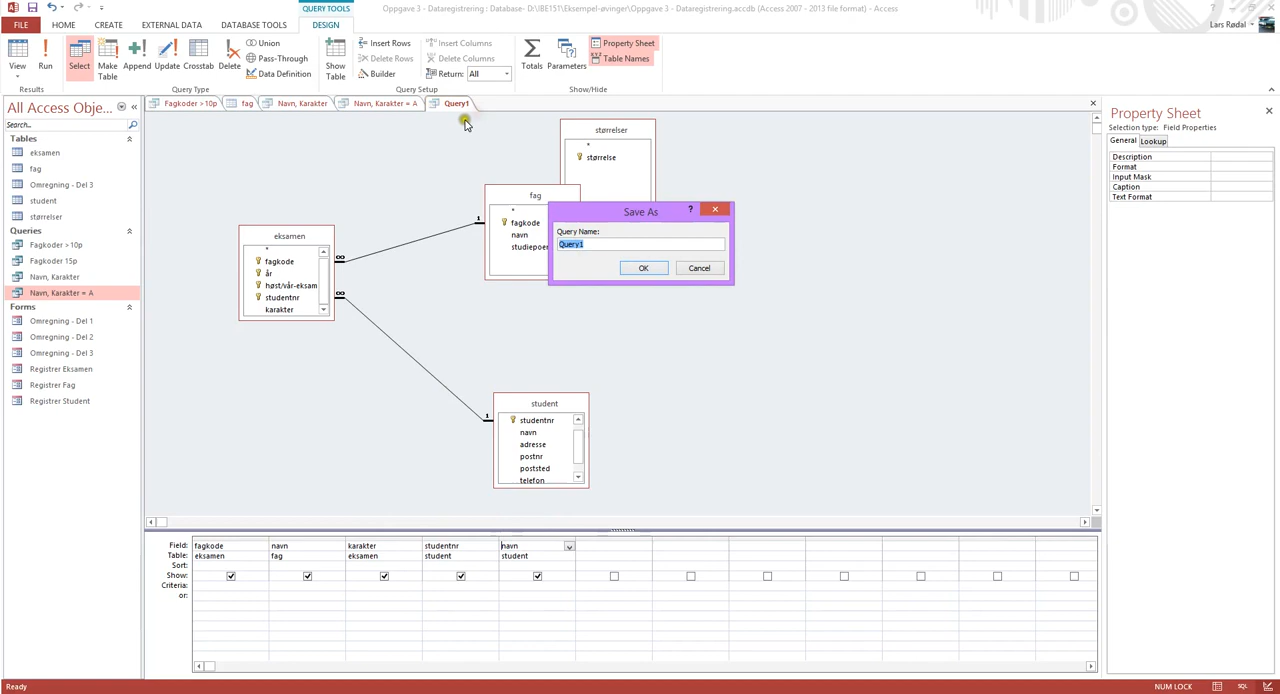 QUERY TOOLS
Oppgave 3 - Dataregistrering : Database- D:\IBE151\Eksempel-øvinger\Oppgave 3 - Dataregistrering.accdb (Access 2007 - 2013 file format) - Access
FILE HOME CREATE EXTERNAL DATA DATABASE TOOLS DESIGN
Lars Rødal
View
Run
Select
Make Table
Append
Update
Crosstab
Delete
Union
Pass-Through
Data Definition
Show Table
Insert Rows
Delete Rows
Builder
Insert Columns
Delete Columns
Return: All
Totals
Parameters
Property Sheet
Table Names
Results
Query Type
Query Setup
Show/Hide
All Access Obje...
Search...
Tables
eksamen
fag
Omregning - Del 3
student
størrelser
Queries
Fagkoder > 10p
Fagkoder 15p
Navn, Karakter
Navn, Karakter = A
Forms
Omregning - Del 1
Omregning - Del 2
Omregning - Del 3
Registrer Eksamen
Registrer Fag
Registrer Student
Fagkoder >10p
fag
Navn, Karakter
Navn, Karakter = A
Query1
størrelser
*
størrelse
fag
*
fagkode
navn
studiepoen
1
eksamen
*
fagkode
år
høst/vår-eksam
studentnr
karakter
∞
∞
1
student
studentnr
navn
adresse
postnr
poststed
telefon
Save As
?
Query Name:
Query1
OK
Cancel
Field: fagkode navn karakter studentnr navn
Table: eksamen fag eksamen student student
Sort:
Show:
Criteria:
or:
Property Sheet
Selection type: Field Properties
General Lookup
Description
Format
Input Mask
Caption
Text Format
Ready
NUM LOCK
SQL